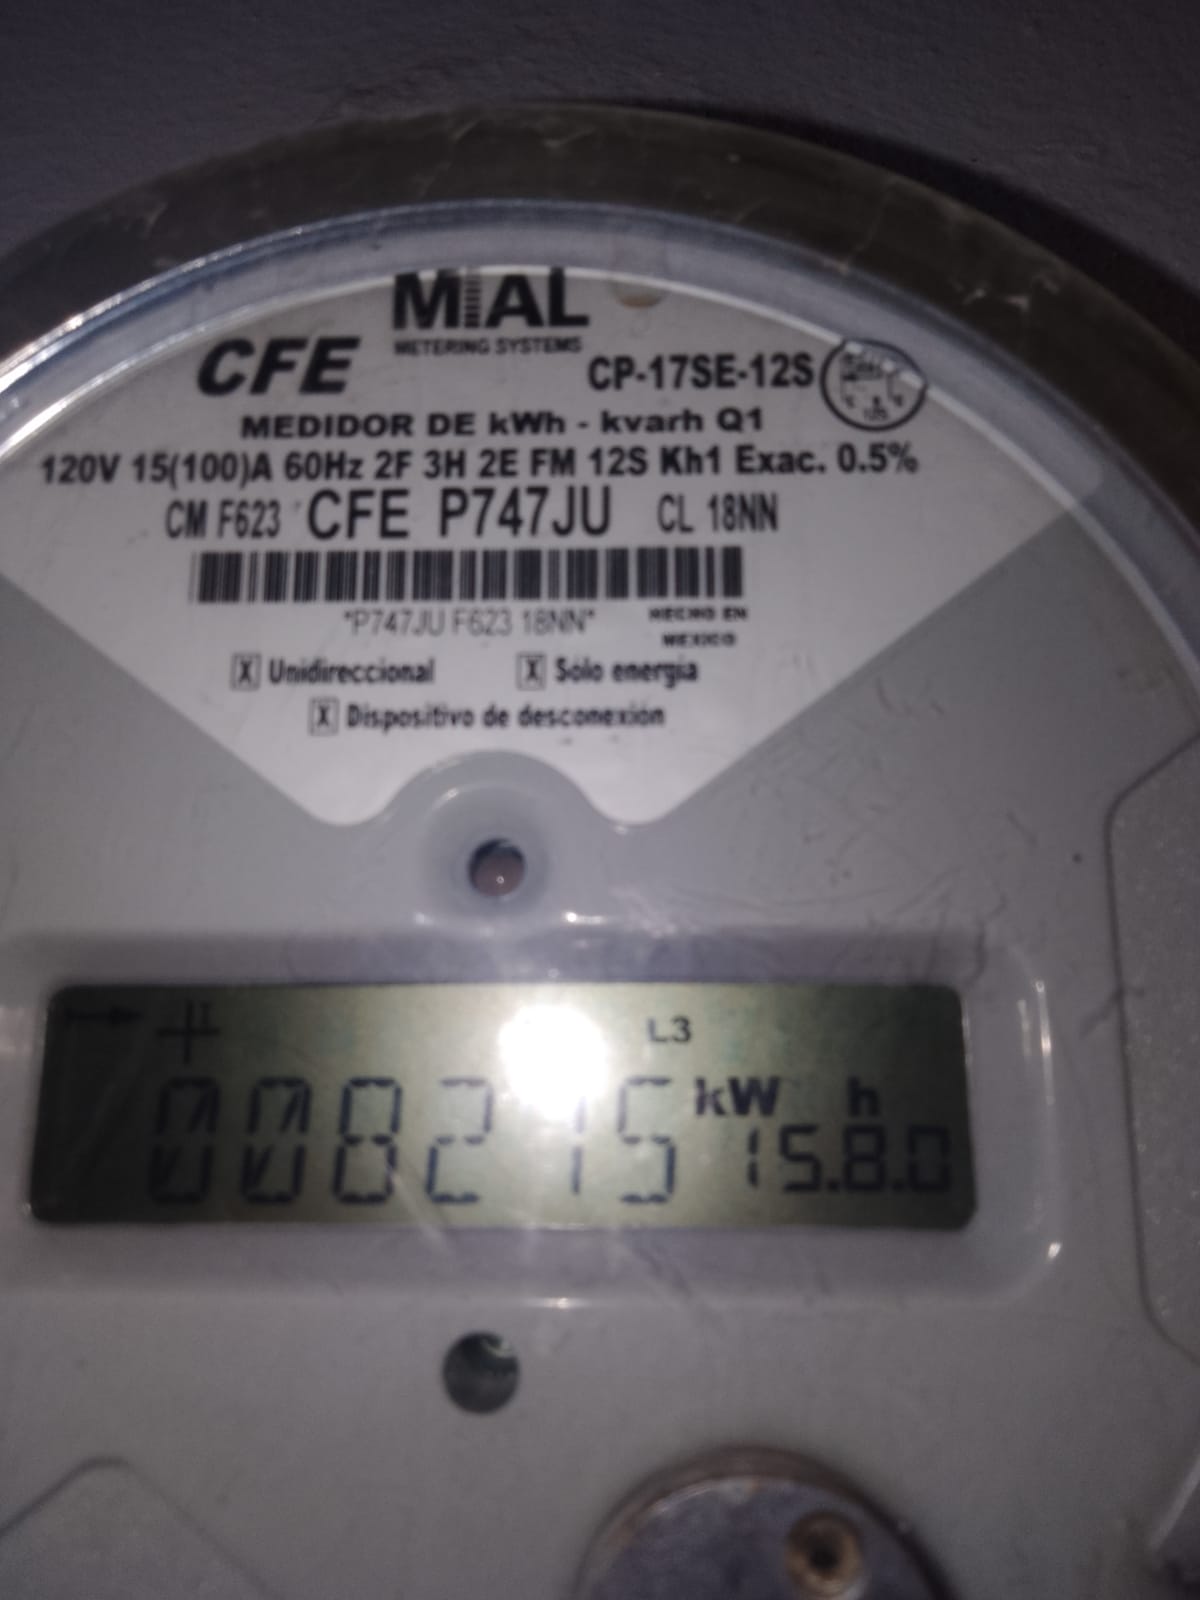 MIAL
METERING SYSTEMS
CFE
CP-17SE-12S
MEDIDOR DE kWh - kvarh Q1
120V 15(100)A 60Hz 2F 3H 2E FM 12S Kh1 Exac. 0.5%
CM F623 CFE P747JU CL 18NN
*P747JU F623 18NN*
HECHO EN
MEXICO
X Unidireccional X Solo energía
X Dispositivo de desconexión
L3
kW h
15.8.0